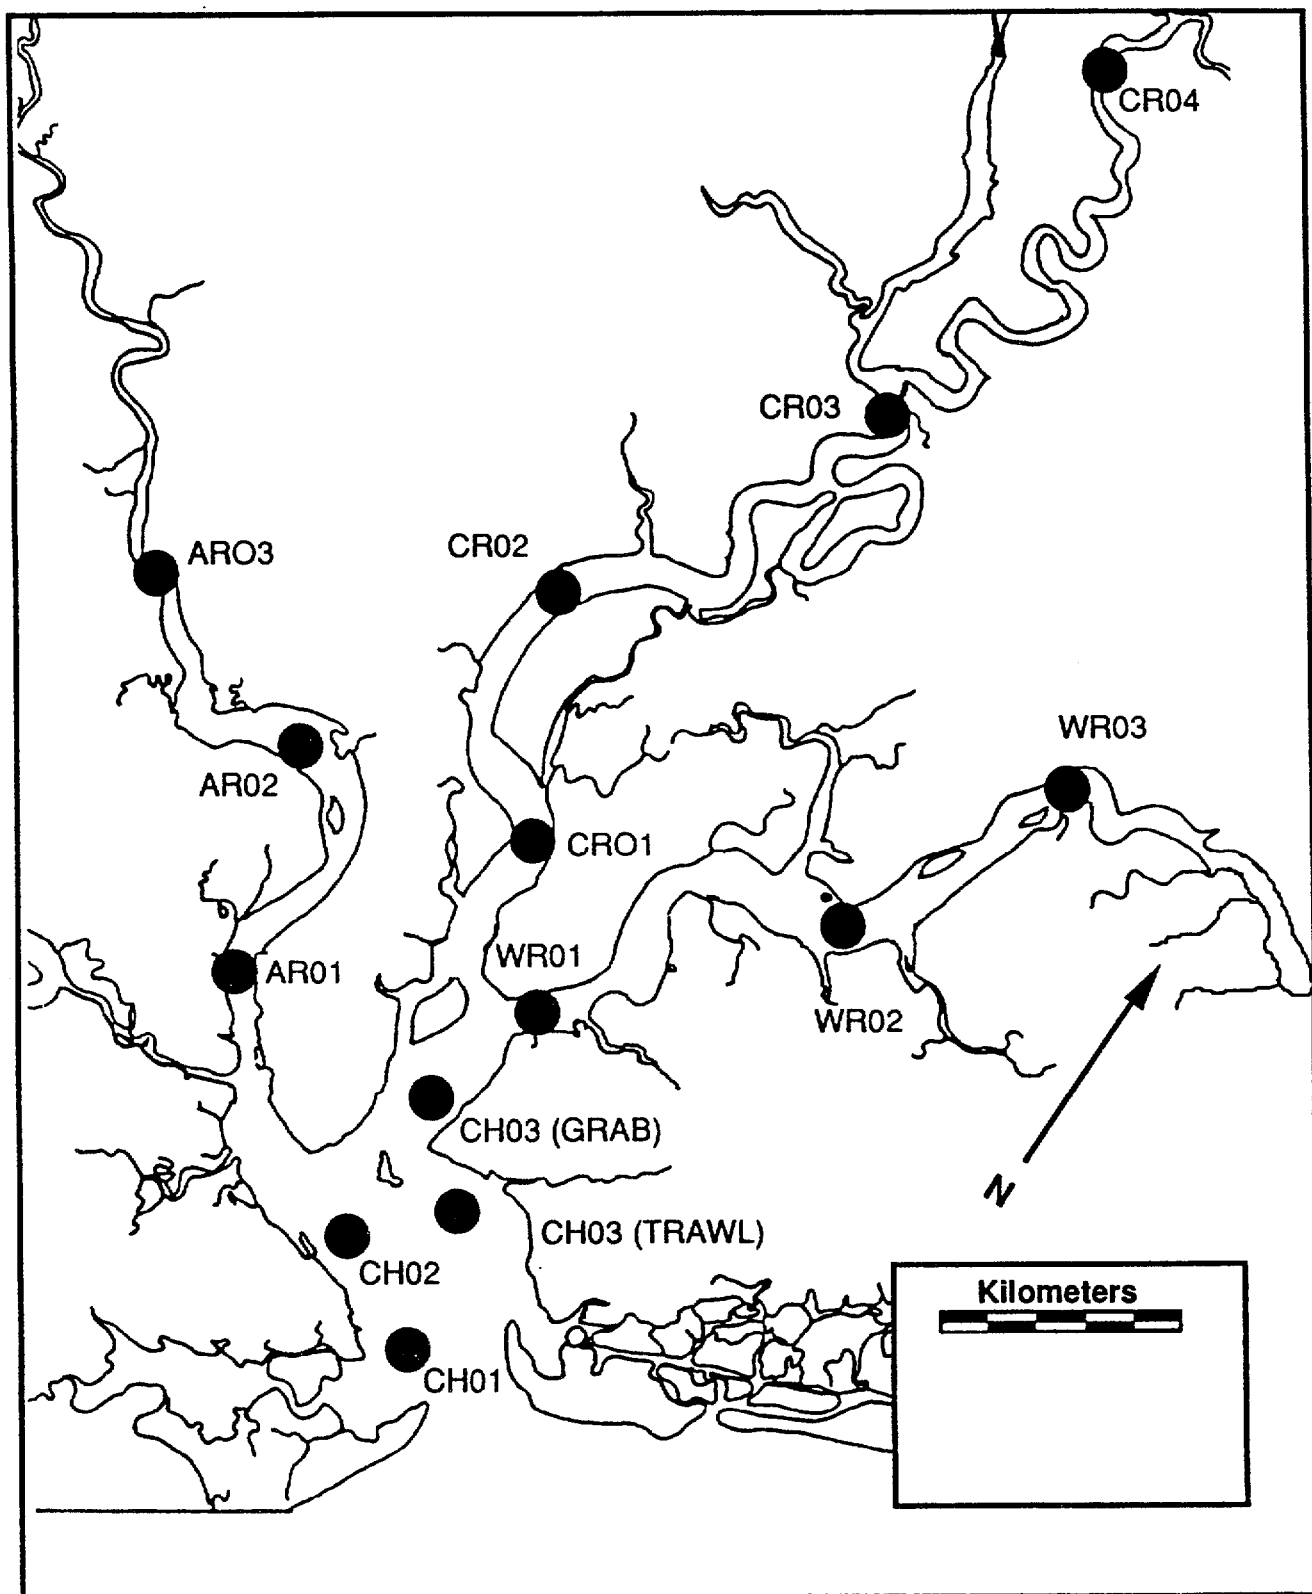 CR04
CR03
CR02
ARO3
WR03
AR02
CRO1
WR01
AR01
WR02
CH03 (GRAB)
N
CH03 (TRAWL)
CH02
Kilometers
CH01